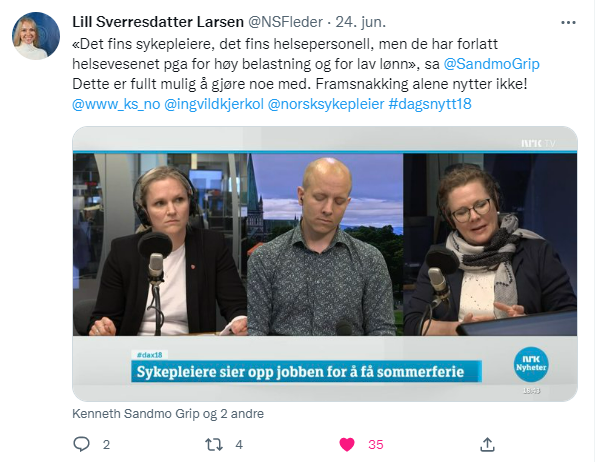 Lill Sverresdatter Larsen @NSFleder · 24. jun.
«Det fins sykepleiere, det fins helsepersonell, men de har forlatt
helsevesenet pga for høy belastning og for lav lønn», sa @SandmoGrip
Dette er fullt mulig å gjøre noe med. Framsnakking alene nytter ikke!
@www_ks_no @ingvildkjerkol @norsksykepleier #dagsnytt18
NRK TV
#dax18
Sykepleiere sier opp jobben for å få sommerferie
NRK
Nyheter
18:43
Kenneth Sandmo Grip og 2 andre
2
4
35